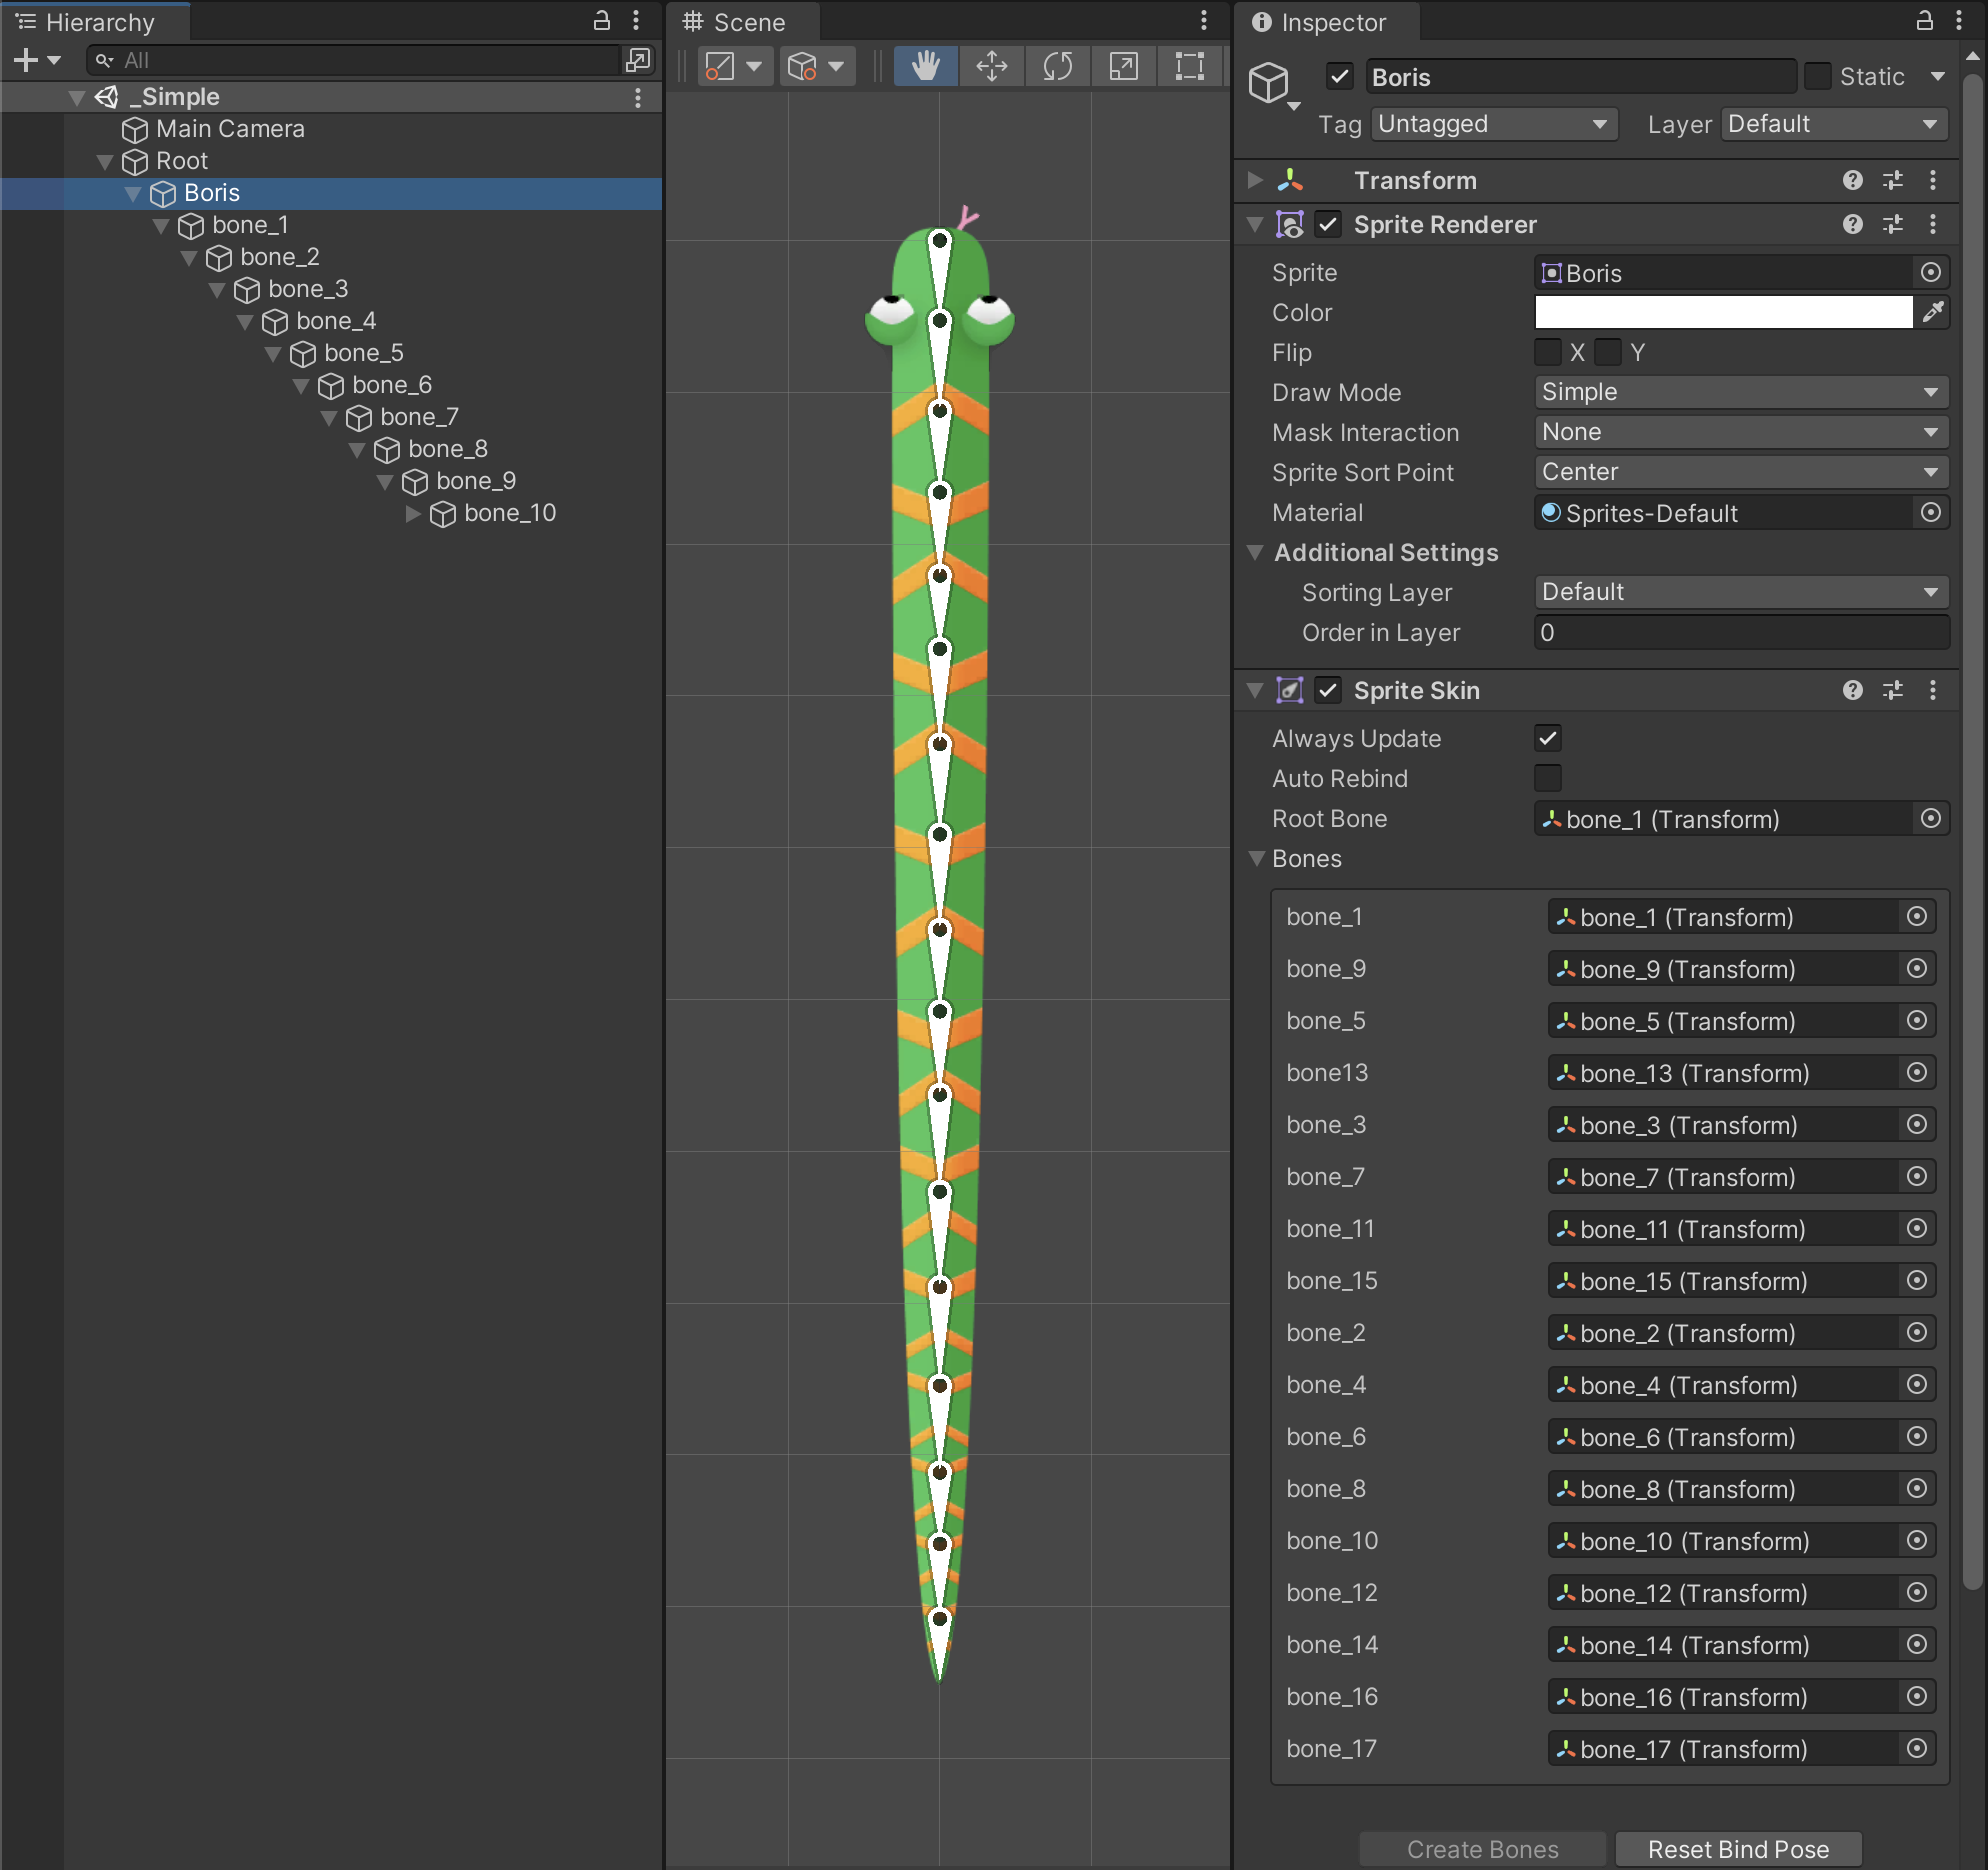 Hierarchy
All
_Simple
Main Camera
Root
Boris
bone_1
bone_2
bone_3
bone_4
bone_5
bone_6
bone_7
bone_8
bone_9
bone_10
Scene
Inspector
Boris
Static
Tag Untagged Layer Default
Transform
Sprite Renderer
Sprite Boris
Color
Flip X Y
Draw Mode Simple
Mask Interaction None
Sprite Sort Point Center
Material Sprites-Default
Additional Settings
Sorting Layer Default
Order in Layer 0
Sprite Skin
Always Update
Auto Rebind
Root Bone bone_1 (Transform)
Bones
bone_1 bone_1 (Transform)
bone_9 bone_9 (Transform)
bone_5 bone_5 (Transform)
bone13 bone_13 (Transform)
bone_3 bone_3 (Transform)
bone_7 bone_7 (Transform)
bone_11 bone_11 (Transform)
bone_15 bone_15 (Transform)
bone_2 bone_2 (Transform)
bone_4 bone_4 (Transform)
bone_6 bone_6 (Transform)
bone_8 bone_8 (Transform)
bone_10 bone_10 (Transform)
bone_12 bone_12 (Transform)
bone_14 bone_14 (Transform)
bone_16 bone_16 (Transform)
bone_17 bone_17 (Transform)
Create Bones Reset Bind Pose